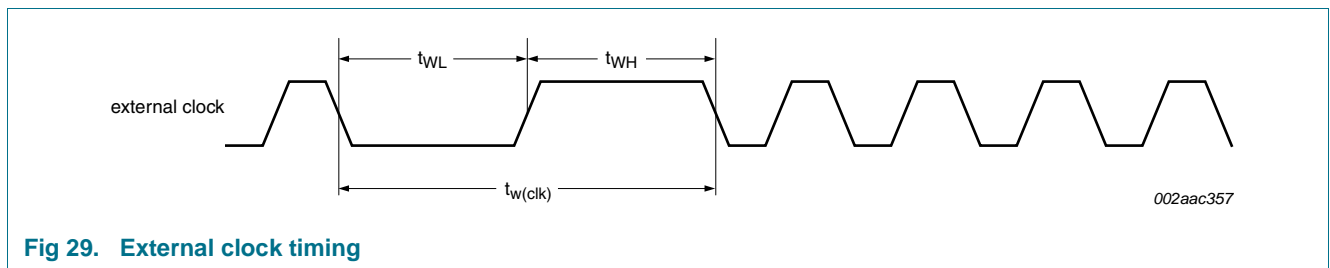 tWL
tWH
external clock
tw(clk)
002aac357
Fig 29. External clock timing